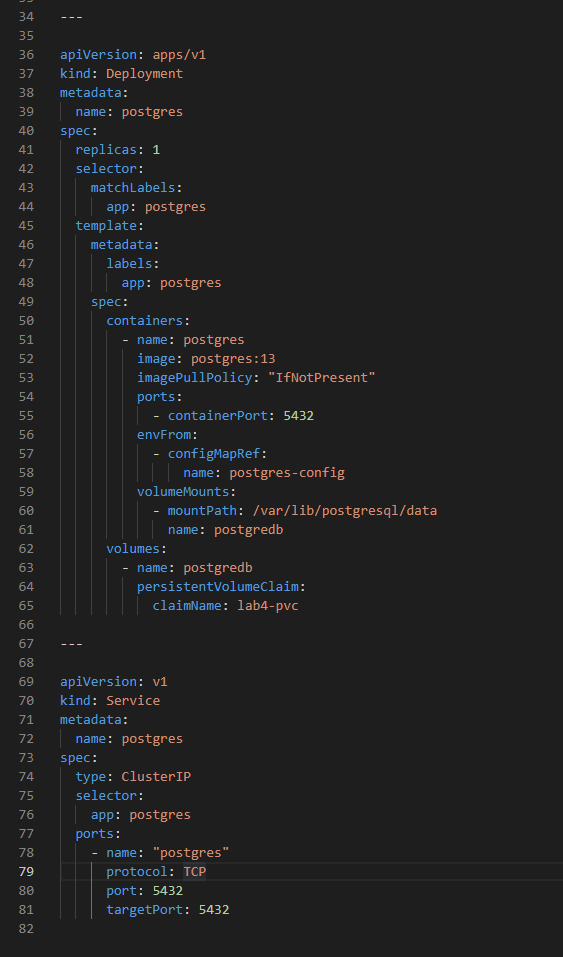 34 ---
35
36 apiVersion: apps/v1
37 kind: Deployment
38 metadata:
39   name: postgres
40 spec:
41   replicas: 1
42   selector:
43     matchLabels:
44       app: postgres
45   template:
46     metadata:
47       labels:
48         app: postgres
49     spec:
50       containers:
51         - name: postgres
52           image: postgres:13
53           imagePullPolicy: "IfNotPresent"
54           ports:
55             - containerPort: 5432
56           envFrom:
57             - configMapRef:
58                 name: postgres-config
59           volumeMounts:
60             - mountPath: /var/lib/postgresql/data
61               name: postgredb
62       volumes:
63         - name: postgredb
64           persistentVolumeClaim:
65             claimName: lab4-pvc
66
67 ---
68
69 apiVersion: v1
70 kind: Service
71 metadata:
72   name: postgres
73 spec:
74   type: ClusterIP
75   selector:
76     app: postgres
77   ports:
78     - name: "postgres"
79       protocol: TCP
80       port: 5432
81       targetPort: 5432
82